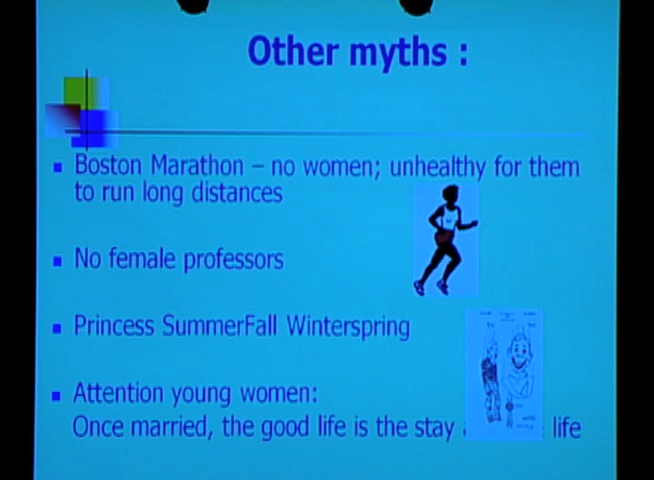 Other myths :
Boston Marathon – no women; unhealthy for them
to run long distances
No female professors
Princess SummerFall Winterspring
Attention young women:
Once married, the good life is the stay life